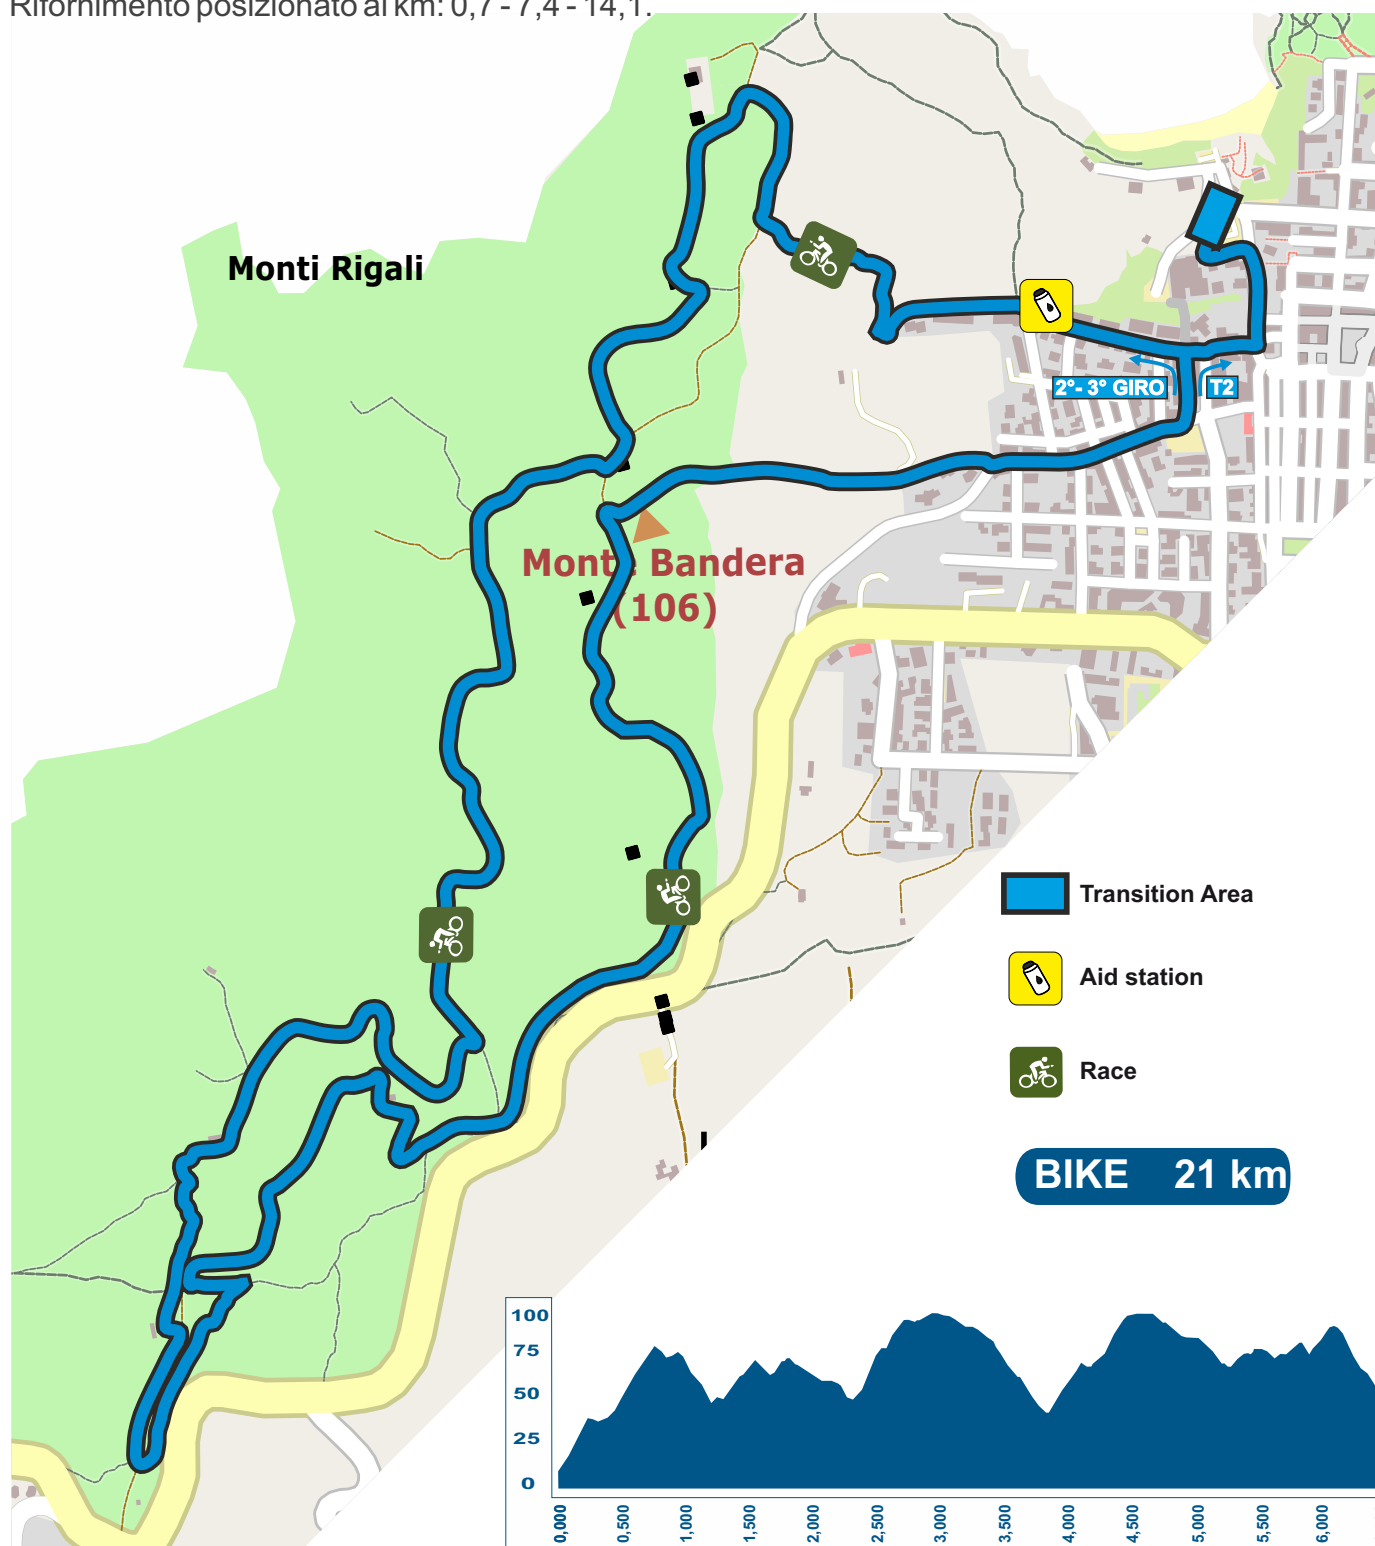 Rifornimento posizionato al km: 0,7 - 7,4 - 14,1.
Monti Rigali
2°- 3° GIRO
T2
Monte Bandera
(106)
Transition Area
Aid station
Race
BIKE 21 km
100
75
50
25
0
0,000
0,500
1,000
1,500
2,000
2,500
3,000
3,500
4,000
4,500
5,000
5,500
6,000